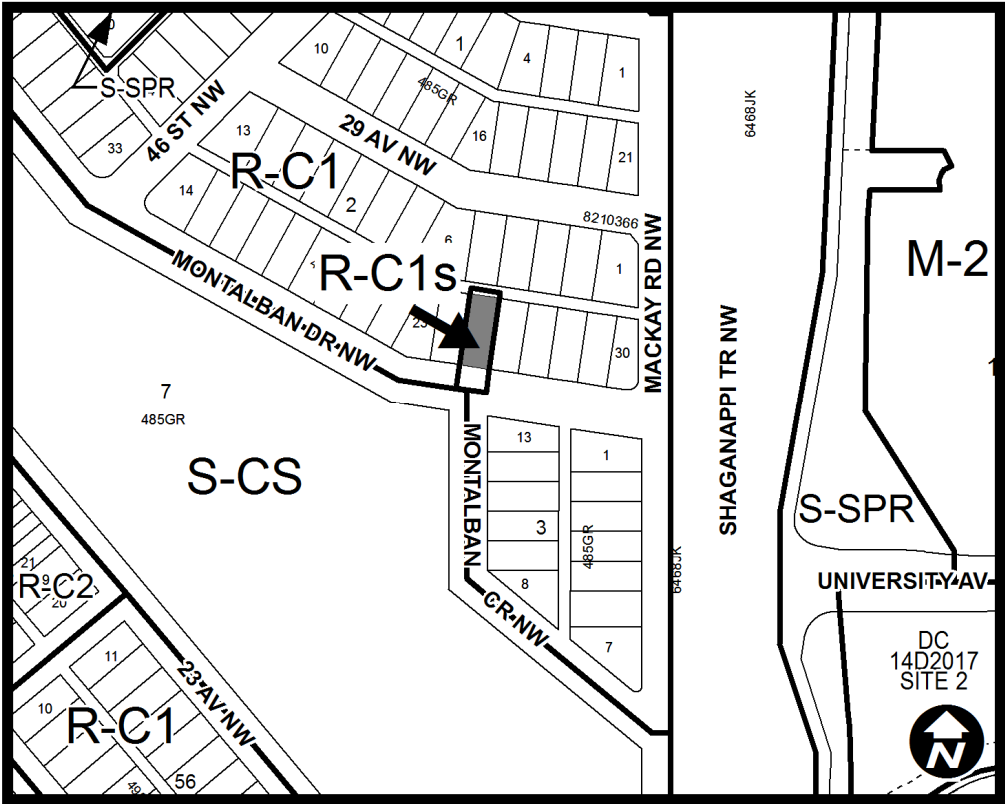 S-SPR
33
46 ST NW
10
1
4
1
485GR
29 AV NW
16
21
6468JK
13
R-C1
2
14
8210366
MACKAY RD NW
6
1
M-2
R-C1s
MONTALBAN DR NW
30
SHAGANAPPI TR NW
7
485GR
S-CS
MONTALBAN
13
1
3
485GR
8
7
CR NW
6468JK
S-SPR
UNIVERSITY AV
21
R-C2
9
20
11
10
R-C1
23 AV NW
56
DC
14D2017
SITE 2
N